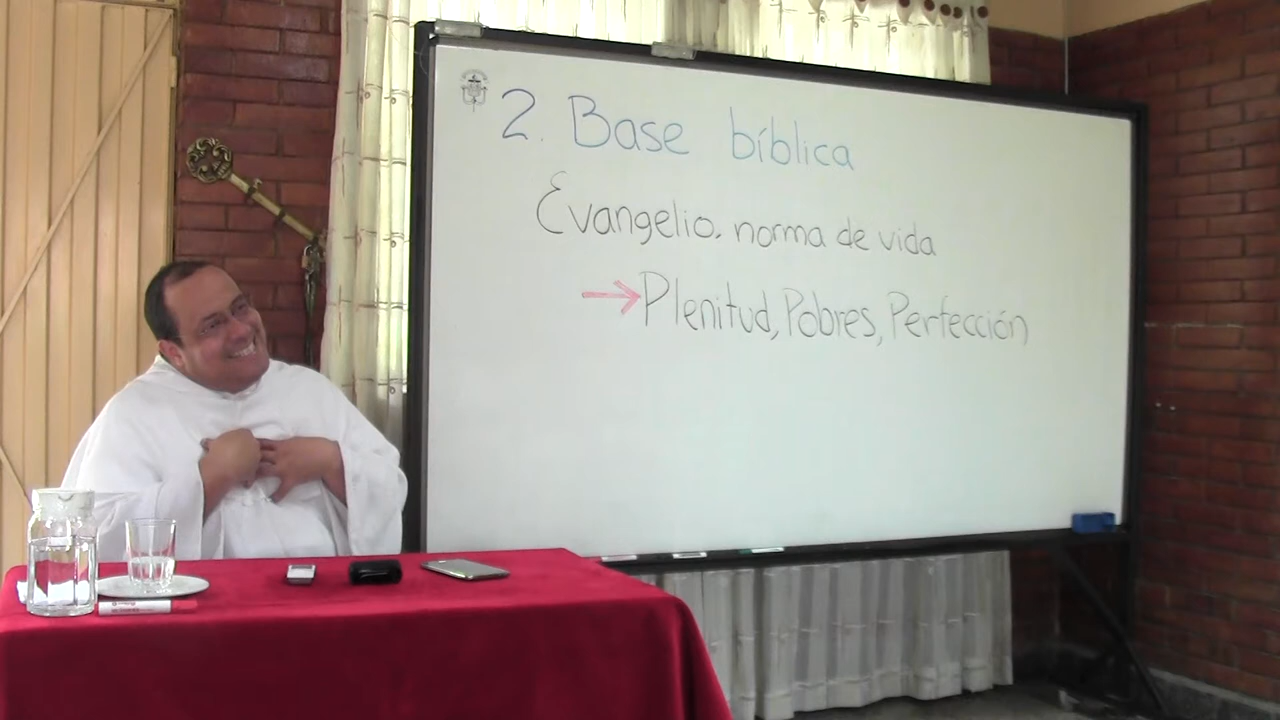 2. Base bíblica
Evangelio, norma de vida
→ Plenitud, Pobres, Perfección